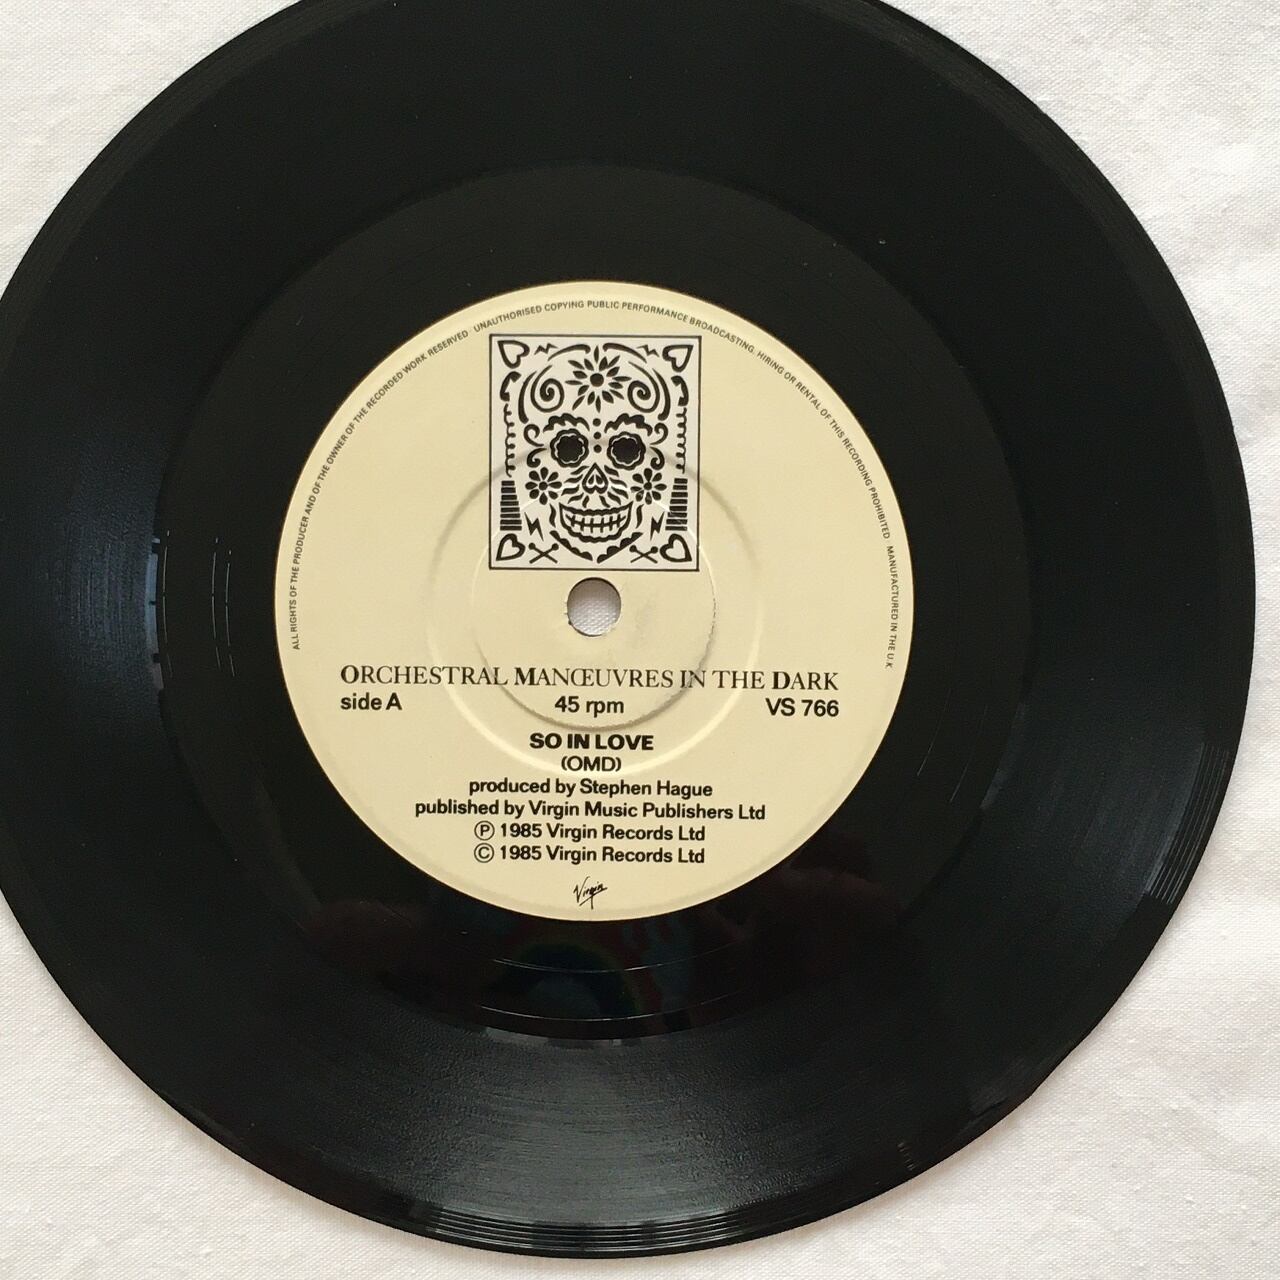 ALL RIGHTS OF THE PRODUCER AND OF THE OWNER OF THE RECORDED WORK RESERVED · UNAUTHORISED COPYING PUBLIC PERFORMANCE BROADCASTING, HIRING OR RENTAL OF THIS RECORDING PROHIBITED · MANUFACTURED IN THE U.K.
ORCHESTRAL MANŒUVRES IN THE DARK
side A 45 rpm VS 766
SO IN LOVE
(OMD)
produced by Stephen Hague
published by Virgin Music Publishers Ltd
℗ 1985 Virgin Records Ltd
© 1985 Virgin Records Ltd
Virgin